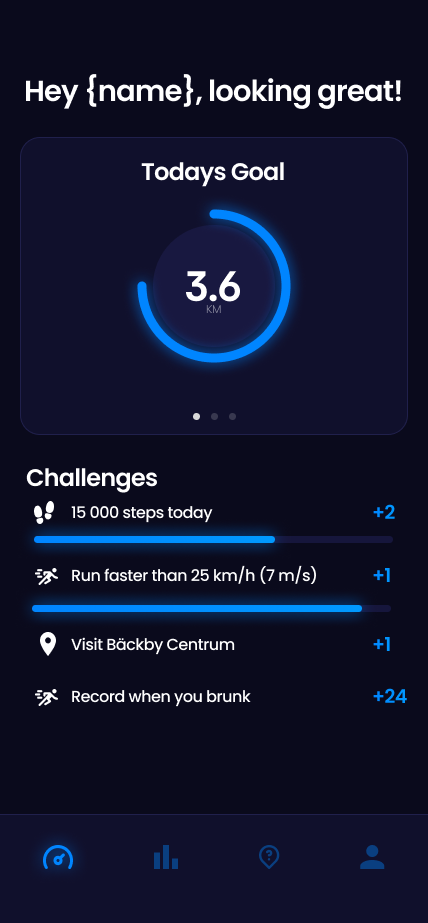 Hey {name}, looking great!
Todays Goal
3.6
KM
Challenges
15 000 steps today +2
Run faster than 25 km/h (7 m/s) +1
Visit Bäckby Centrum +1
Record when you brunk +24
?